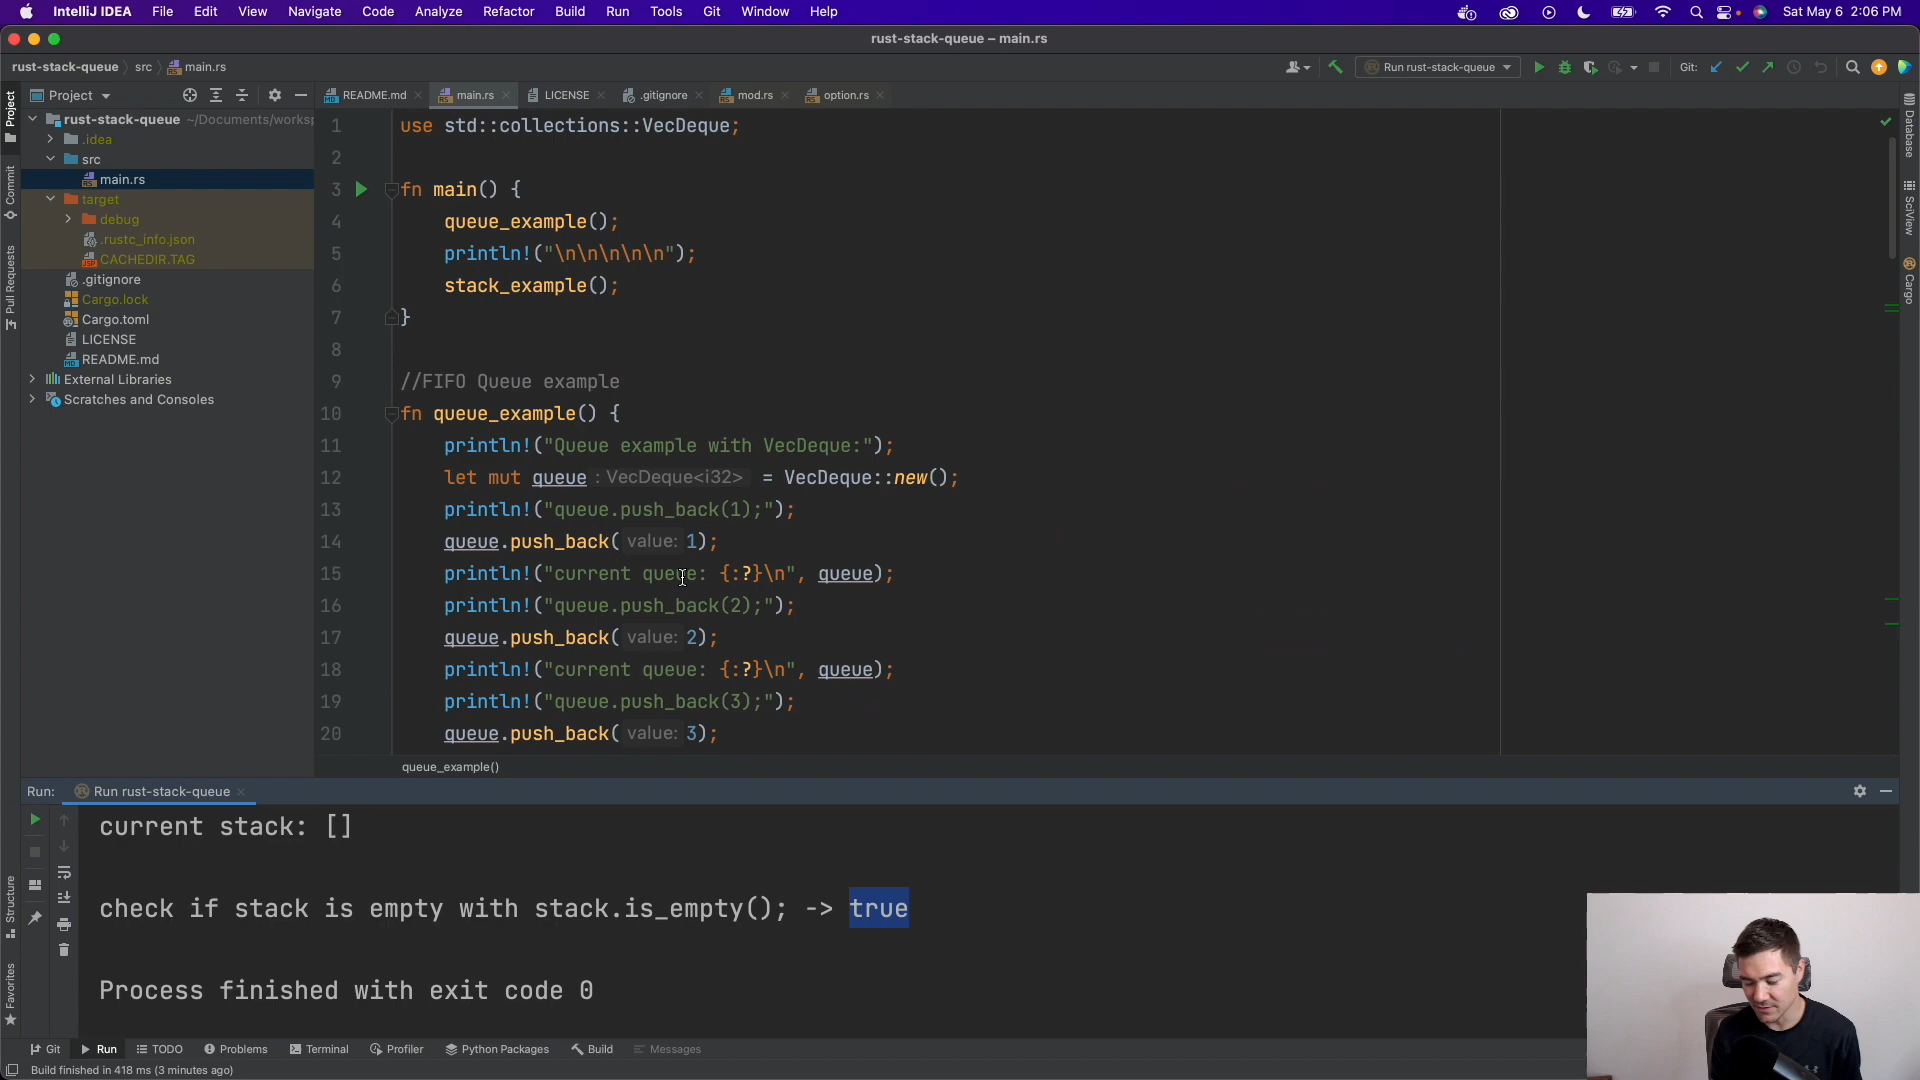 IntelliJ IDEA File Edit View Navigate Code Analyze Refactor Build Run Tools Git Window Help Sat May 6 2:06 PM
rust-stack-queue – main.rs
rust-stack-queue src main.rs Run rust-stack-queue Git:
Project README.md main.rs LICENSE .gitignore mod.rs option.rs
rust-stack-queue ~/Documents/worksp
.idea
src
main.rs
target
debug
.rustc_info.json
CACHEDIR.TAG
.gitignore
Cargo.lock
Cargo.toml
LICENSE
README.md
External Libraries
Scratches and Consoles
Project
Commit
Pull Requests
Structure
Favorites
1 use std::collections::VecDeque;
2
3 fn main() {
4 queue_example();
5 println!("\n\n\n\n\n");
6 stack_example();
7 }
8
9 //FIFO Queue example
10 fn queue_example() {
11 println!("Queue example with VecDeque:");
12 let mut queue : VecDeque<i32> = VecDeque::new();
13 println!("queue.push_back(1);");
14 queue.push_back( value: 1);
15 println!("current queue: {:?}\n", queue);
16 println!("queue.push_back(2);");
17 queue.push_back( value: 2);
18 println!("current queue: {:?}\n", queue);
19 println!("queue.push_back(3);");
20 queue.push_back( value: 3);
queue_example()
Database
SciView
Cargo
Run: Run rust-stack-queue
current stack: []
check if stack is empty with stack.is_empty(); -> true
Process finished with exit code 0
Git Run TODO Problems Terminal Profiler Python Packages Build Messages
Build finished in 418 ms (3 minutes ago)